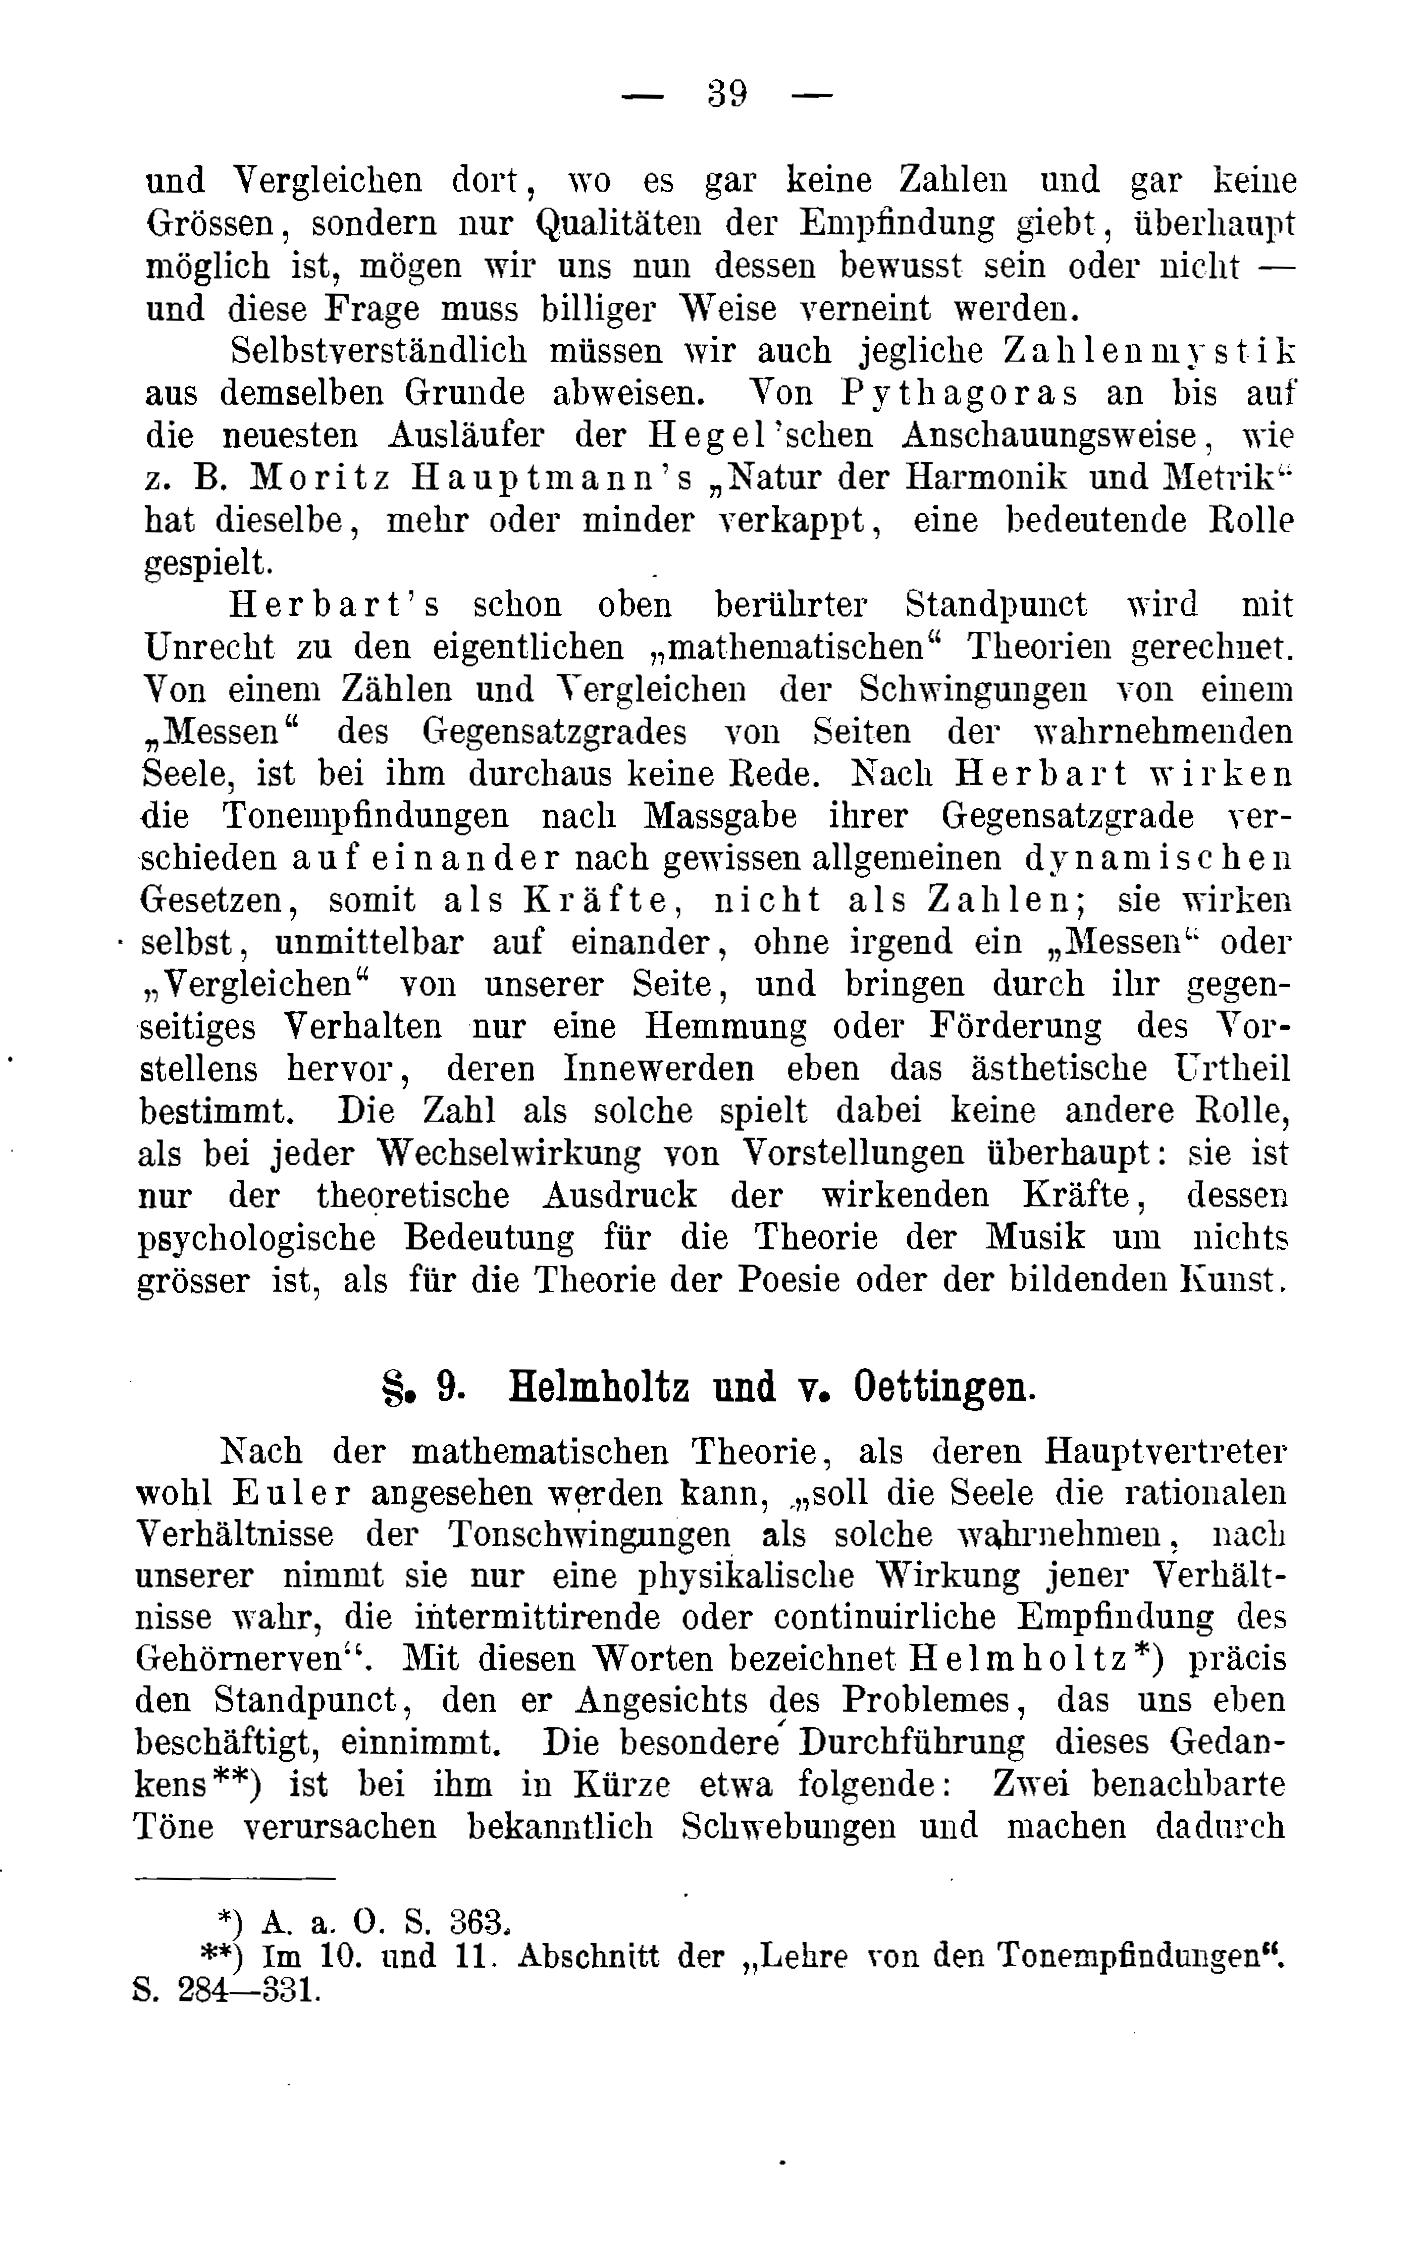 — 39 —
und Vergleichen dort, wo es gar keine Zahlen und gar keine
Grössen, sondern nur Qualitäten der Empfindung giebt, überhaupt
möglich ist, mögen wir uns nun dessen bewusst sein oder nicht —
und diese Frage muss billiger Weise verneint werden.
Selbstverständlich müssen wir auch jegliche Zahlenmystik
aus demselben Grunde abweisen. Von Pythagoras an bis auf
die neuesten Ausläufer der Hegel'schen Anschauungsweise, wie
z. B. Moritz Hauptmann's „Natur der Harmonik und Metrik“
hat dieselbe, mehr oder minder verkappt, eine bedeutende Rolle
gespielt.
Herbart's schon oben berührter Standpunct wird mit
Unrecht zu den eigentlichen „mathematischen“ Theorien gerechnet.
Von einem Zählen und Vergleichen der Schwingungen von einem
„Messen“ des Gegensatzgrades von Seiten der wahrnehmenden
Seele, ist bei ihm durchaus keine Rede. Nach Herbart wirken
die Tonempfindungen nach Massgabe ihrer Gegensatzgrade ver-
schieden auf einander nach gewissen allgemeinen dynamischen
Gesetzen, somit als Kräfte, nicht als Zahlen; sie wirken
selbst, unmittelbar auf einander, ohne irgend ein „Messen“ oder
„Vergleichen“ von unserer Seite, und bringen durch ihr gegen-
seitiges Verhalten nur eine Hemmung oder Förderung des Vor-
stellens hervor, deren Innewerden eben das ästhetische Urtheil
bestimmt. Die Zahl als solche spielt dabei keine andere Rolle,
als bei jeder Wechselwirkung von Vorstellungen überhaupt: sie ist
nur der theoretische Ausdruck der wirkenden Kräfte, dessen
psychologische Bedeutung für die Theorie der Musik um nichts
grösser ist, als für die Theorie der Poesie oder der bildenden Kunst.
§. 9. Helmholtz und v. Oettingen.
Nach der mathematischen Theorie, als deren Hauptvertreter
wohl Euler angesehen werden kann, „soll die Seele die rationalen
Verhältnisse der Tonschwingungen als solche wahrnehmen, nach
unserer nimmt sie nur eine physikalische Wirkung jener Verhält-
nisse wahr, die intermittirende oder continuirliche Empfindung des
Gehörnerven“. Mit diesen Worten bezeichnet Helmholtz*) präcis
den Standpunct, den er Angesichts des Problemes, das uns eben
beschäftigt, einnimmt. Die besondere Durchführung dieses Gedan-
kens**) ist bei ihm in Kürze etwa folgende: Zwei benachbarte
Töne verursachen bekanntlich Schwebungen und machen dadurch
*) A. a. O. S. 363.
**) Im 10. und 11. Abschnitt der „Lehre von den Tonempfindungen“.
S. 284—331.